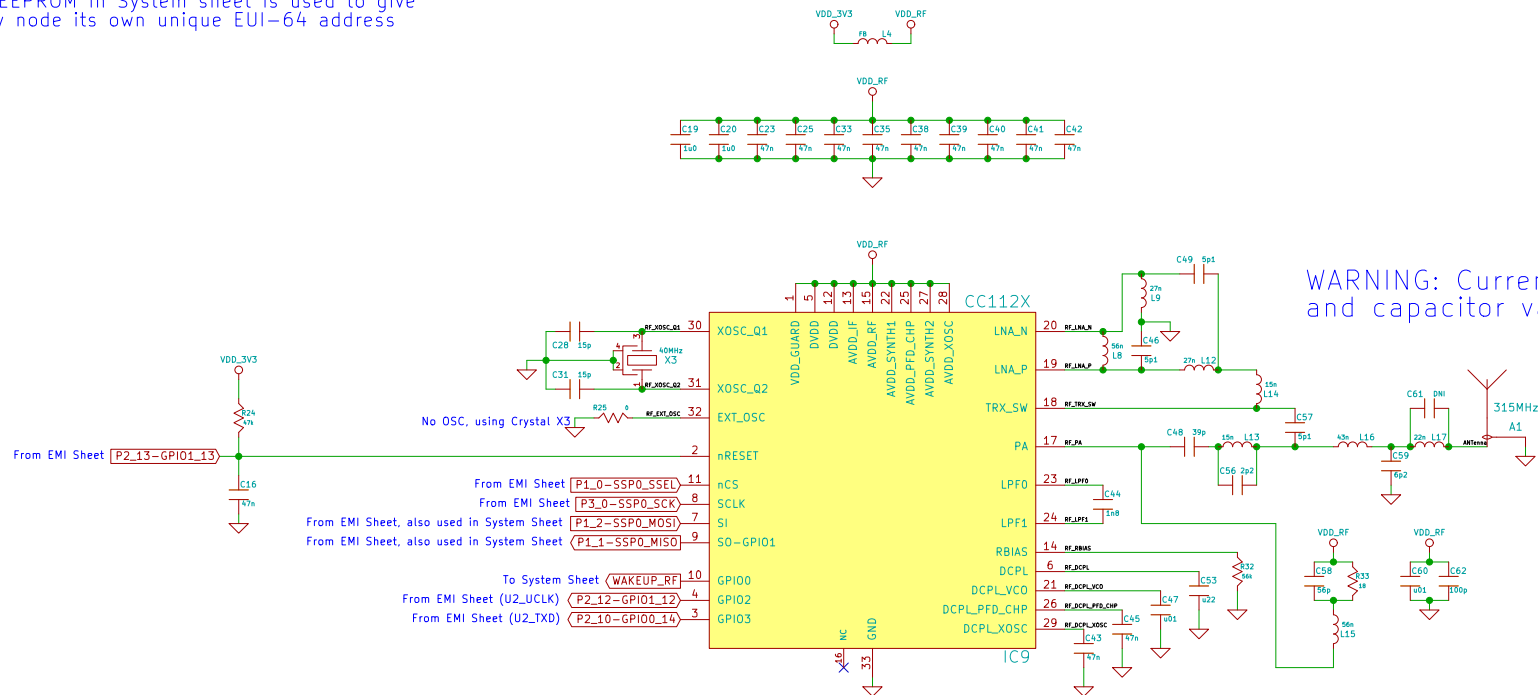 EEPROM in System sheet is used to give
node its own unique EUI-64 address
VDD_3V3
VDD_RF
FB L4
VDD_RF
C19 C20 C23 C25 C33 C35 C38 C39 C40 C41 C42
1u0 1u0 47n 47n 47n 47n 47n 47n 47n 47n 47n
VDD_RF
WARNING: Curren
and capacitor v
CC112X
1 5 12 13 15 22 25 27 28
VDD_GUARD
DVDD
DVDD
AVDD_IF
AVDD_RF
AVDD_SYNTH1
AVDD_PFD_CHP
AVDD_SYNTH2
AVDD_XOSC
C28 15p
RF_XOSC_Q1 30 XOSC_Q1
3
4
2
1
40MHz
X3
C31 15p
RF_XOSC_Q2 31 XOSC_Q2
No OSC, using Crystal X3
R25 0
RF_EXT_OSC 32 EXT_OSC
VDD_3V3
R24
47k
From EMI Sheet P2_13-GPIO1_13
2 nRESET
C16
47n
From EMI Sheet P1_0-SSP0_SSEL 11 nCS
From EMI Sheet P3_0-SSP0_SCK 8 SCLK
From EMI Sheet, also used in System Sheet P1_2-SSP0_MOSI 7 SI
From EMI Sheet, also used in System Sheet P1_1-SSP0_MISO 9 SO-GPIO1
To System Sheet WAKEUP_RF 10 GPIO0
From EMI Sheet (U2_UCLK) P2_12-GPIO1_12 4 GPIO2
From EMI Sheet (U2_TXD) P2_10-GPIO0_14 3 GPIO3
NC
16
GND
33
IC9
LNA_N 20 RF_LNA_N
LNA_P 19 RF_LNA_P
TRX_SW 18 RF_TRX_SW
PA 17 RF_PA
LPF0 23 RF_LPF0
LPF1 24 RF_LPF1
RBIAS 14 RF_RBIAS
DCPL 6 RF_DCPL
DCPL_VCO 21 RF_DCPL_VCO
DCPL_PFD_CHP 26 RF_DCPL_PFD_CHP
DCPL_XOSC 29 RF_DCPL_XOSC
C49 5p1
27n
L9
56n
L8
C46
5p1
27n L12
15n
L14
C57
5p1
C48 39p
15n L13
C56 2p2
43n L16
C59
6p2
C61 DNI
22n L17
ANTenna
315MHz
A1
C44
1n8
R32
56k
C53
u22
C47
u01
C45
47n
C43
47n
VDD_RF
C58
56p
R33
18
56n
L15
VDD_RF
C60
u01
C62
100p